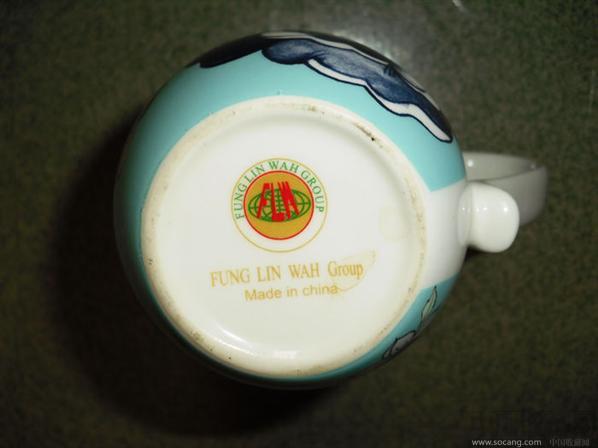 FUNG LIN WAH GROUP
FLW
FUNG LIN WAH Group
Made in china
www.socang.com 中国收藏网